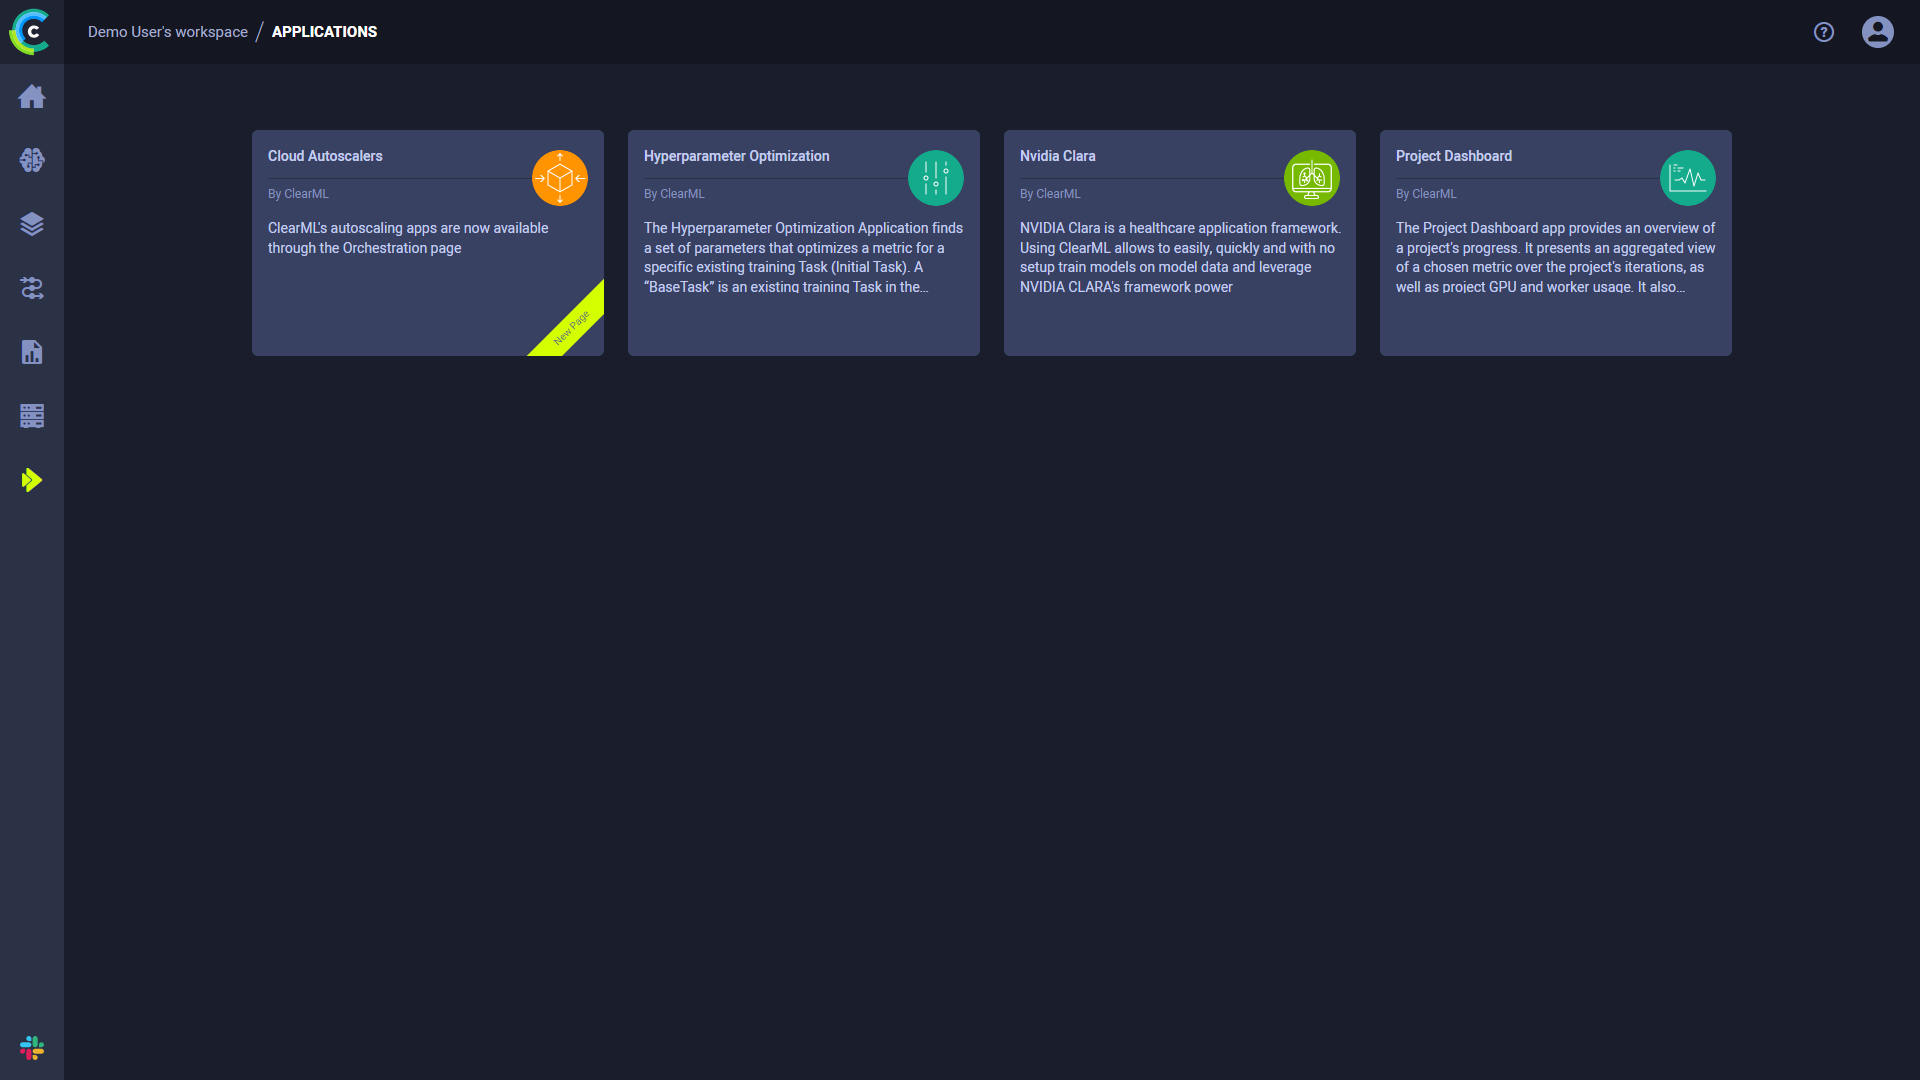 Demo User's workspace / APPLICATIONS
Cloud Autoscalers
By ClearML
ClearML's autoscaling apps are now available
through the Orchestration page
New Page
Hyperparameter Optimization
By ClearML
The Hyperparameter Optimization Application finds
a set of parameters that optimizes a metric for a
specific existing training Task (Initial Task). A
“BaseTask” is an existing training Task in the...
Nvidia Clara
By ClearML
NVIDIA Clara is a healthcare application framework.
Using ClearML allows to easily, quickly and with no
setup train models on model data and leverage
NVIDIA CLARA's framework power
Project Dashboard
By ClearML
The Project Dashboard app provides an overview of
a project's progress. It presents an aggregated view
of a chosen metric over the project's iterations, as
well as project GPU and worker usage. It also...